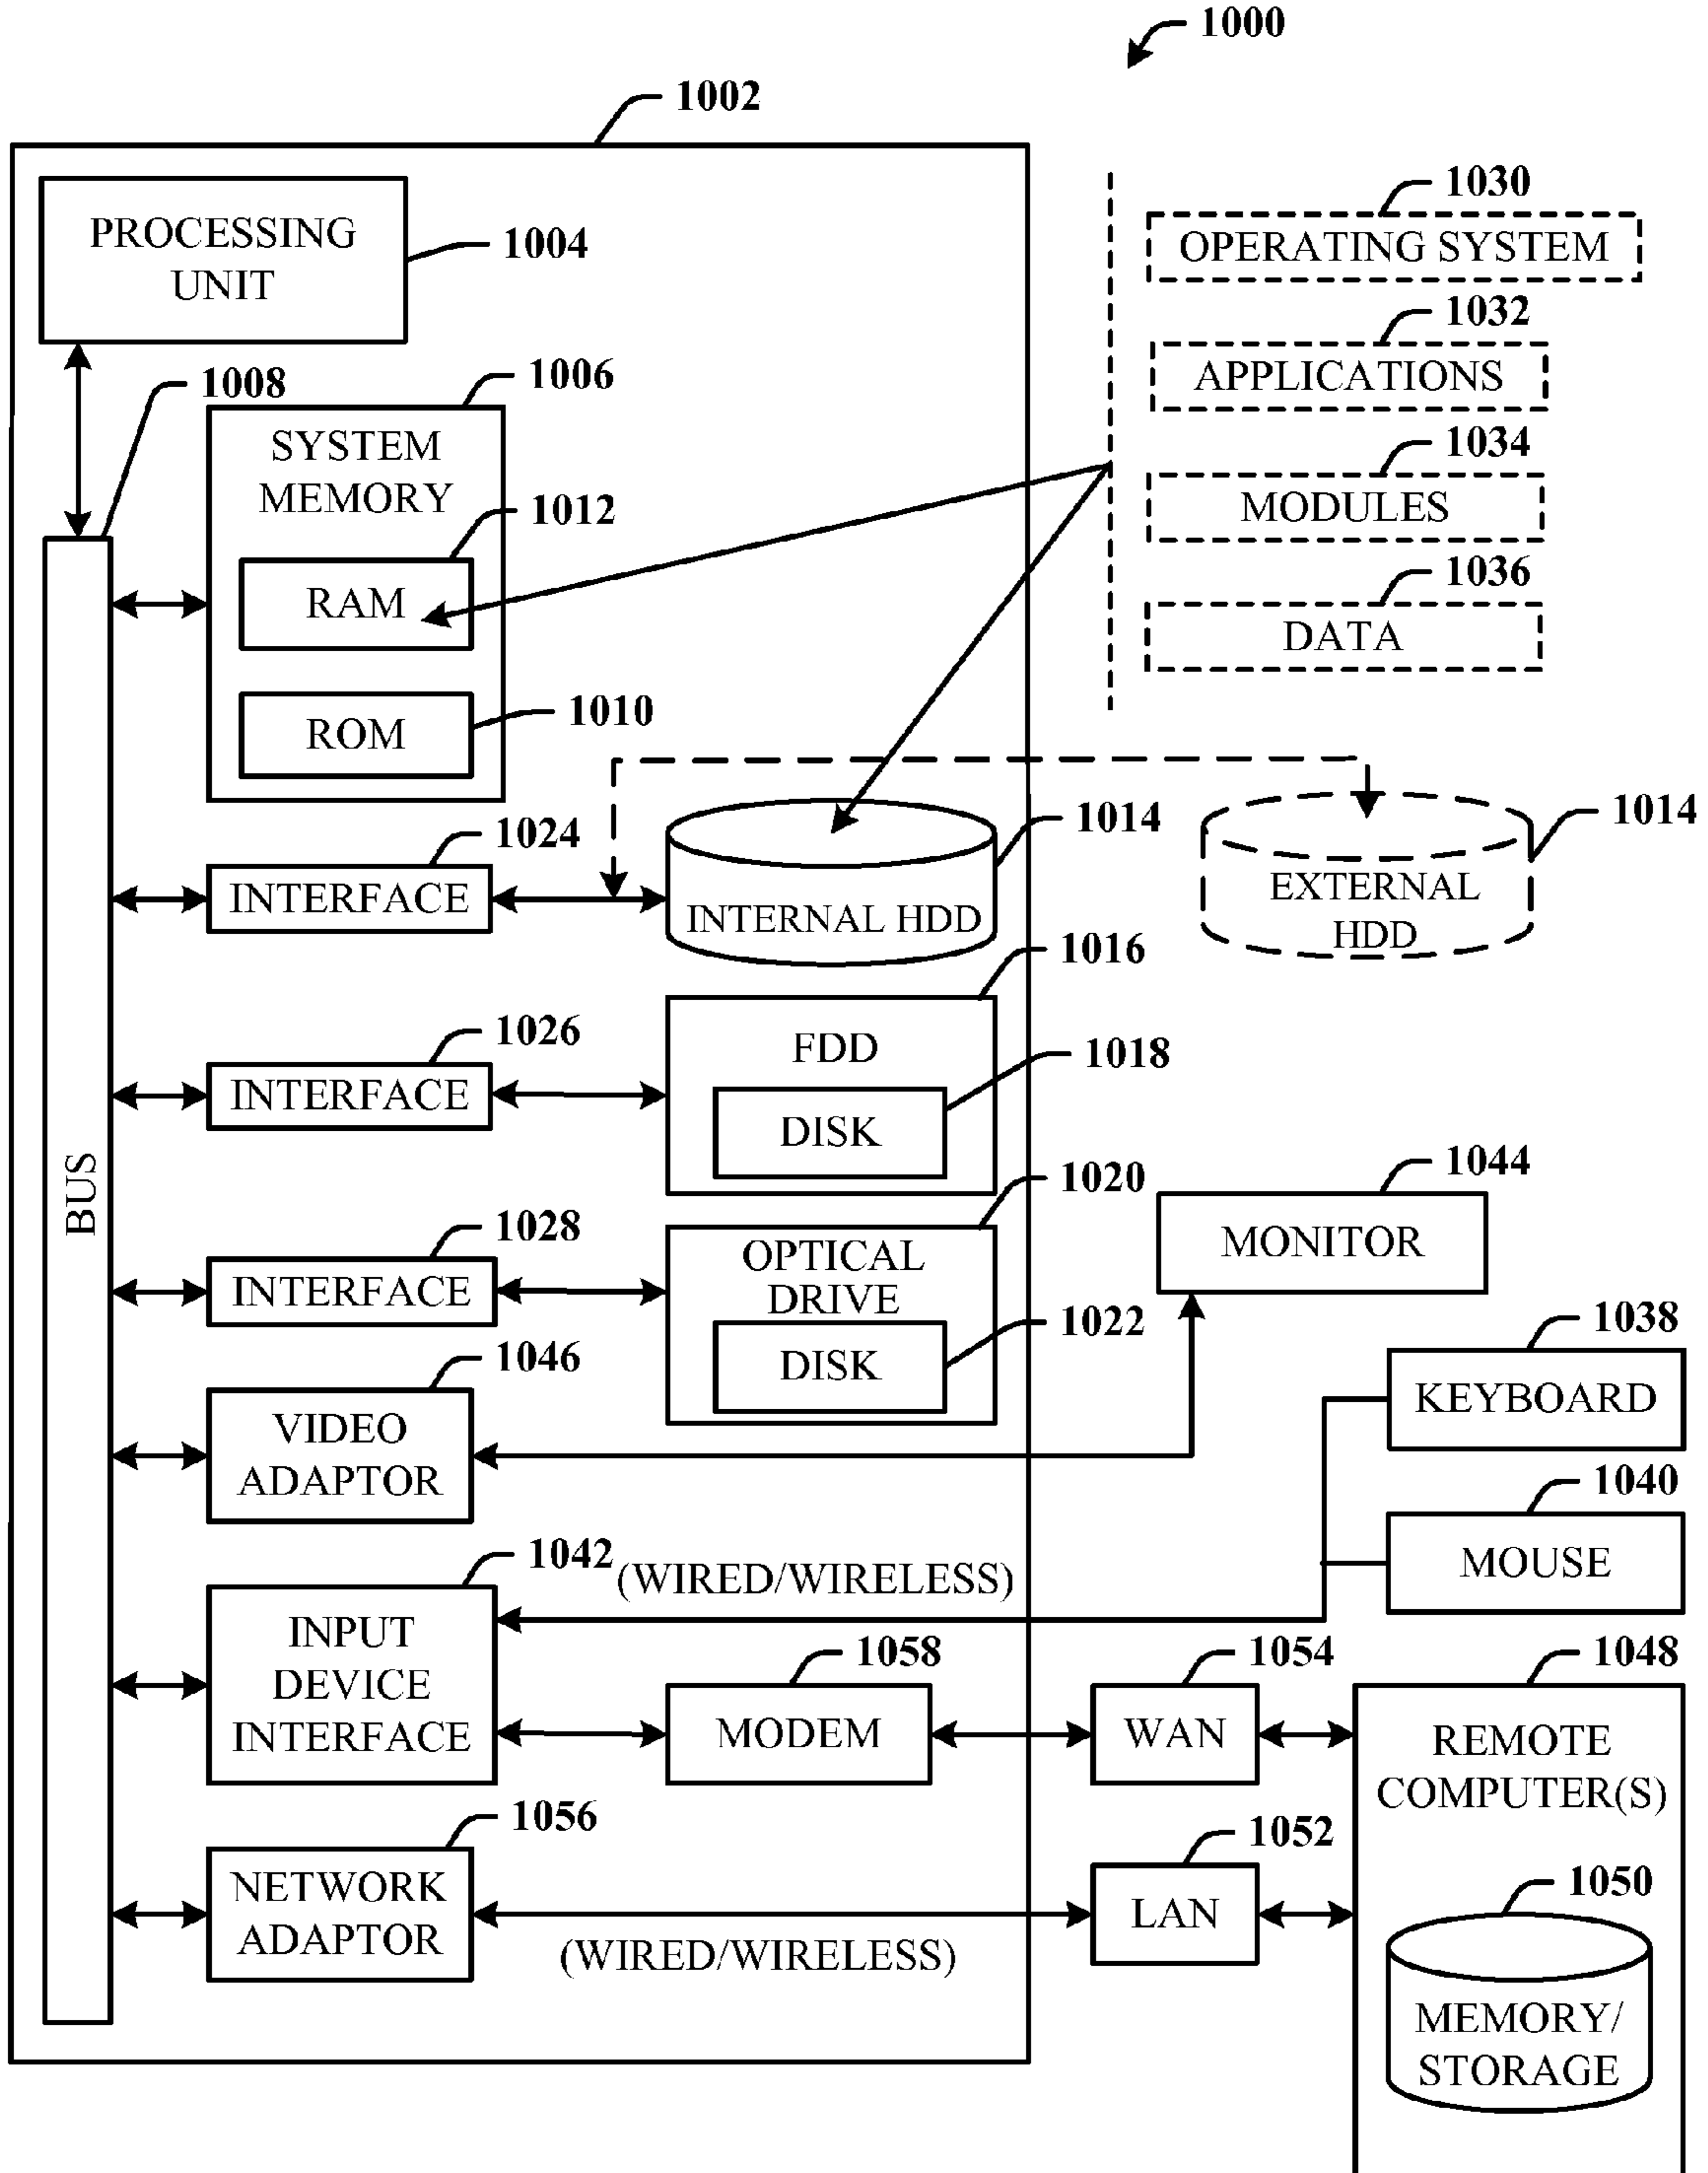 1000
1002
PROCESSING
UNIT
1004
1030
OPERATING SYSTEM
1032
APPLICATIONS
1034
MODULES
1036
DATA
1008
1006
SYSTEM
MEMORY
1012
RAM
1010
ROM
1024
INTERFACE
1014
INTERNAL HDD
1014
EXTERNAL
HDD
1026
INTERFACE
1016
FDD
1018
DISK
BUS
1028
INTERFACE
1020
OPTICAL
DRIVE
1022
DISK
1044
MONITOR
1046
VIDEO
ADAPTOR
1038
KEYBOARD
1040
MOUSE
1042
(WIRED/WIRELESS)
INPUT
DEVICE
INTERFACE
1058
MODEM
1054
WAN
1048
REMOTE
COMPUTER(S)
1056
NETWORK
ADAPTOR
(WIRED/WIRELESS)
1052
LAN
1050
MEMORY/
STORAGE